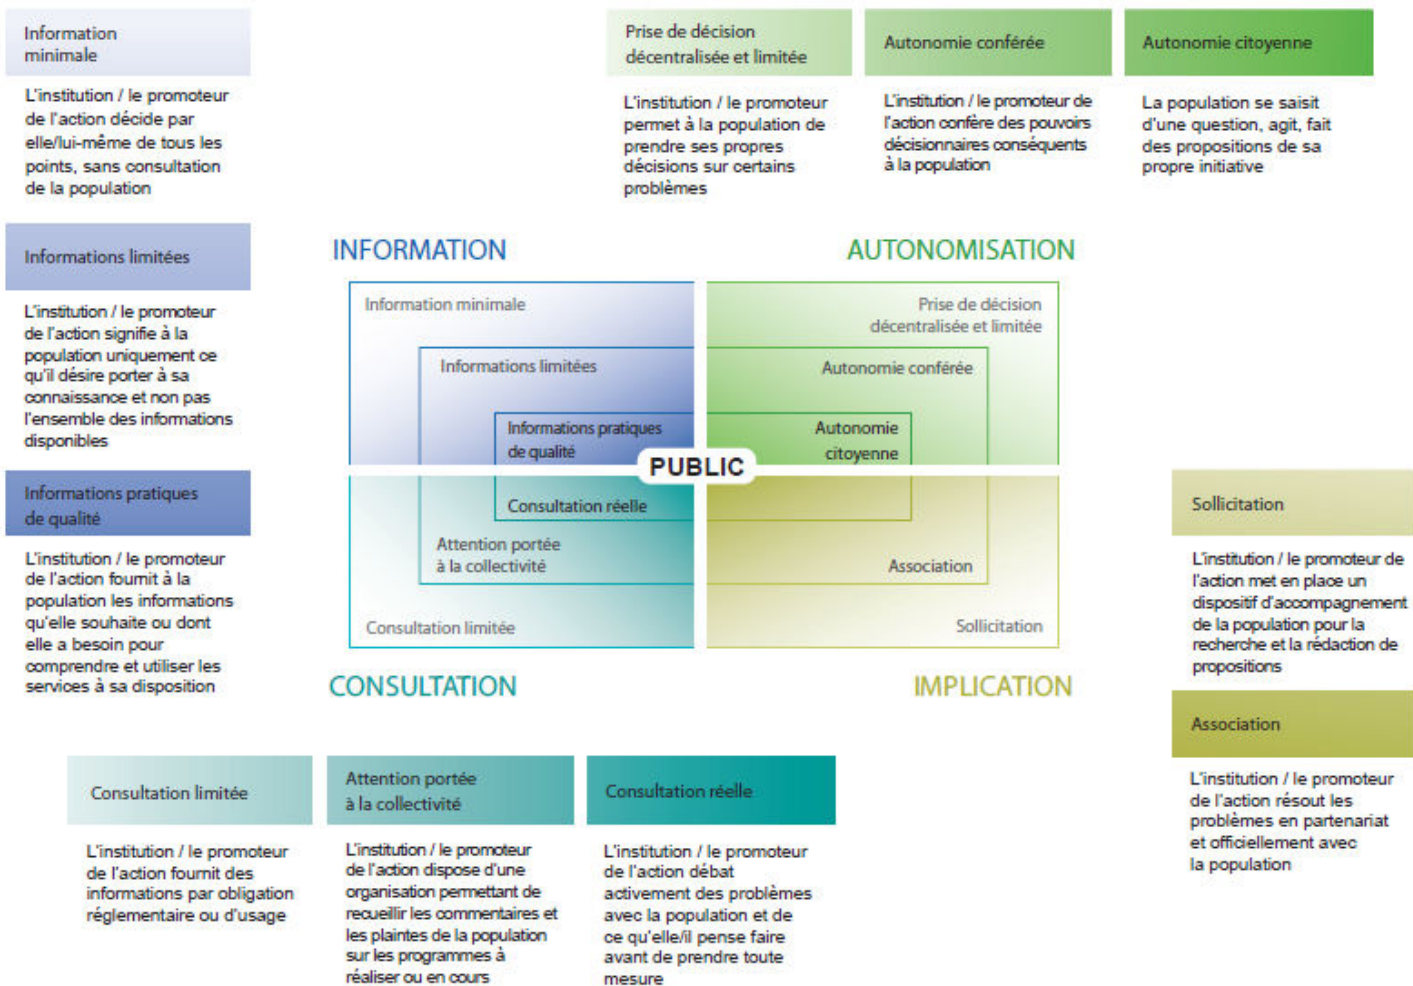 Information
minimale
L'institution / le promoteur
de l'action décide par
elle/lui-même de tous les
points, sans consultation
de la population
Informations limitées
L'institution / le promoteur
de l'action signifie à la
population uniquement ce
qu'il désire porter à sa
connaissance et non pas
l'ensemble des informations
disponibles
Informations pratiques
de qualité
L'institution / le promoteur
de l'action fournit à la
population les informations
qu'elle souhaite ou dont
elle a besoin pour
comprendre et utiliser les
services à sa disposition
Prise de décision
décentralisée et limitée
L'institution / le promoteur
permet à la population de
prendre ses propres
décisions sur certains
problèmes
Autonomie conférée
L'institution / le promoteur de
l'action confère des pouvoirs
décisionnaires conséquents
à la population
Autonomie citoyenne
La population se saisit
d'une question, agit, fait
des propositions de sa
propre initiative
INFORMATION
Information minimale
Informations limitées
Informations pratiques
de qualité
AUTONOMISATION
Prise de décision
décentralisée et limitée
Autonomie conférée
Autonomie
citoyenne
PUBLIC
Consultation réelle
Attention portée
à la collectivité
Consultation limitée
CONSULTATION
Association
Sollicitation
IMPLICATION
Sollicitation
L'institution / le promoteur de
l'action met en place un
dispositif d'accompagnement
de la population pour la
recherche et la rédaction de
propositions
Association
L'institution / le promoteur
de l'action résout les
problèmes en partenariat
et officiellement avec
la population
Consultation limitée
L'institution / le promoteur
de l'action fournit des
informations par obligation
réglementaire ou d'usage
Attention portée
à la collectivité
L'institution / le promoteur
de l'action dispose d'une
organisation permettant de
recueillir les commentaires et
les plaintes de la population
sur les programmes à
réaliser ou en cours
Consultation réelle
L'institution / le promoteur
de l'action débat
activement des problèmes
avec la population et de
ce qu'elle/il pense faire
avant de prendre toute
mesure